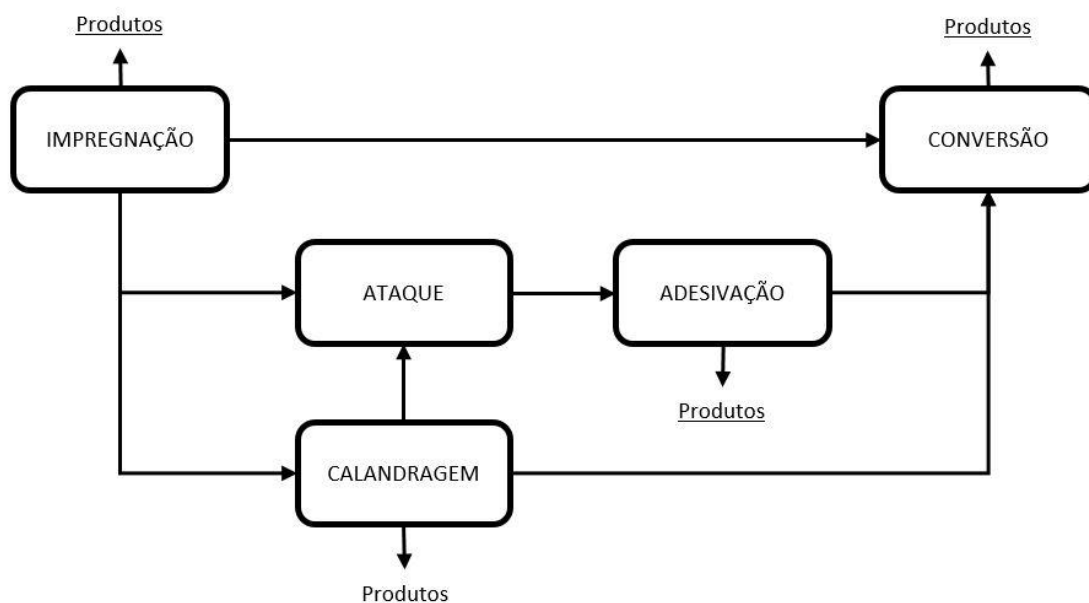 Produtos
Produtos
IMPREGNAÇÃO
CONVERSÃO
ATAQUE
ADESIVAÇÃO
Produtos
CALANDRAGEM
Produtos